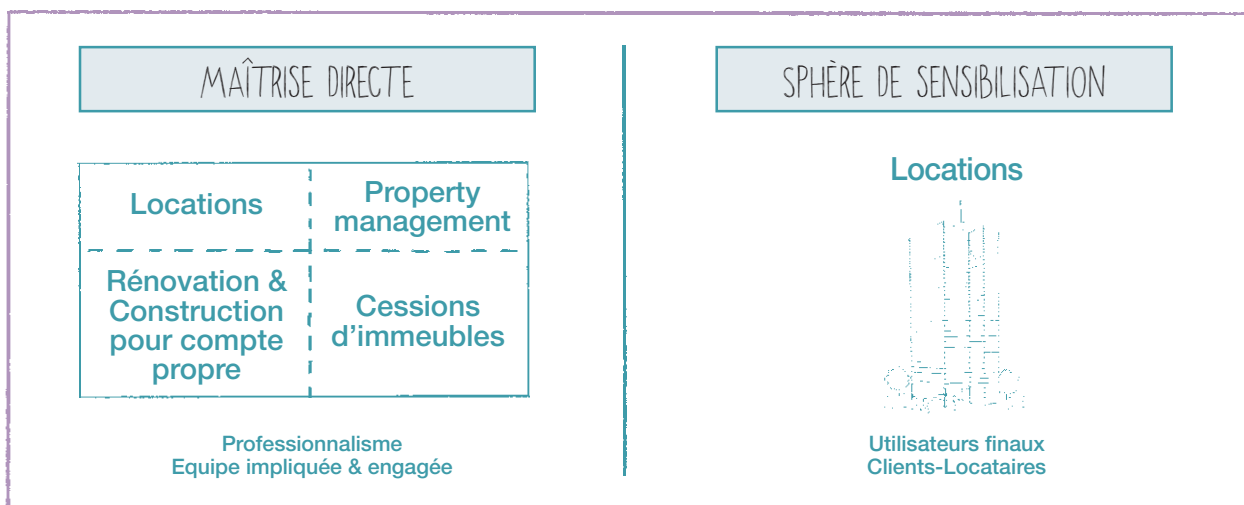 MAÎTRISE DIRECTE
Locations
Property
management
Rénovation &
Construction
pour compte
propre
Cessions
d'immeubles
Professionnalisme
Equipe impliquée & engagée
SPHÈRE DE SENSIBILISATION
Locations
Utilisateurs finaux
Clients-Locataires